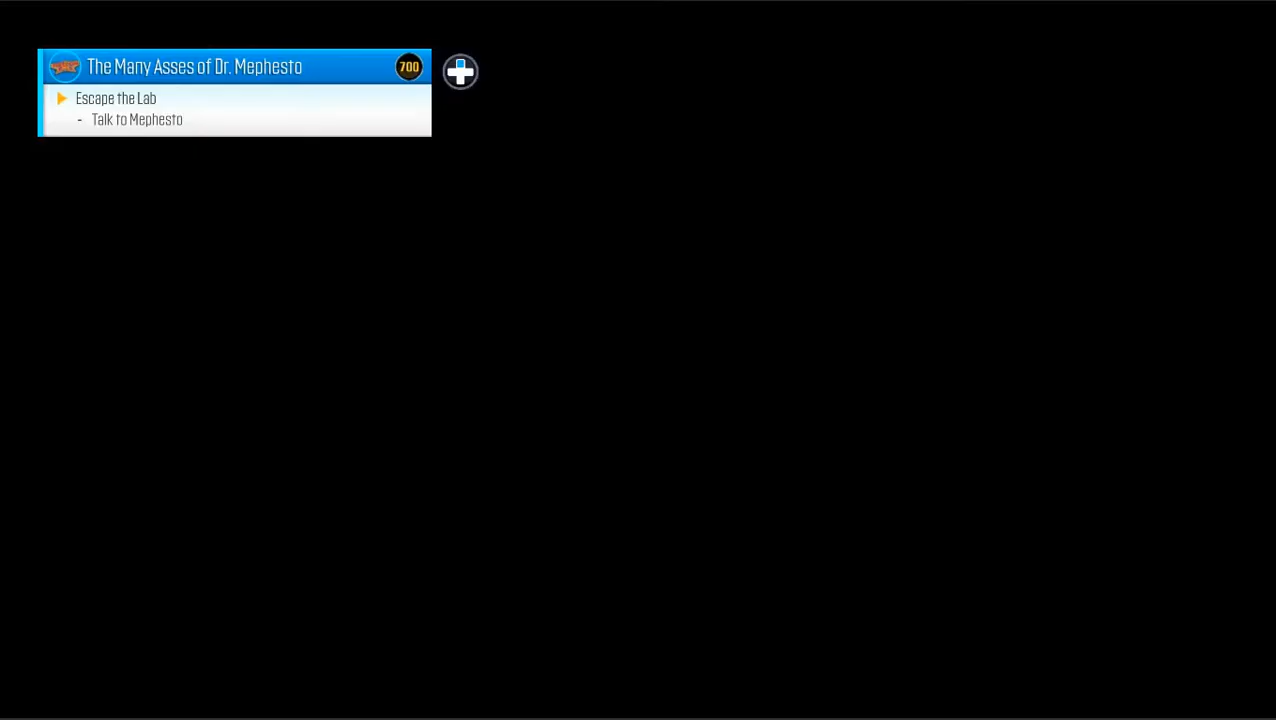 The Many Asses of Dr. Mephesto
700
Escape the Lab
- Talk to Mephesto